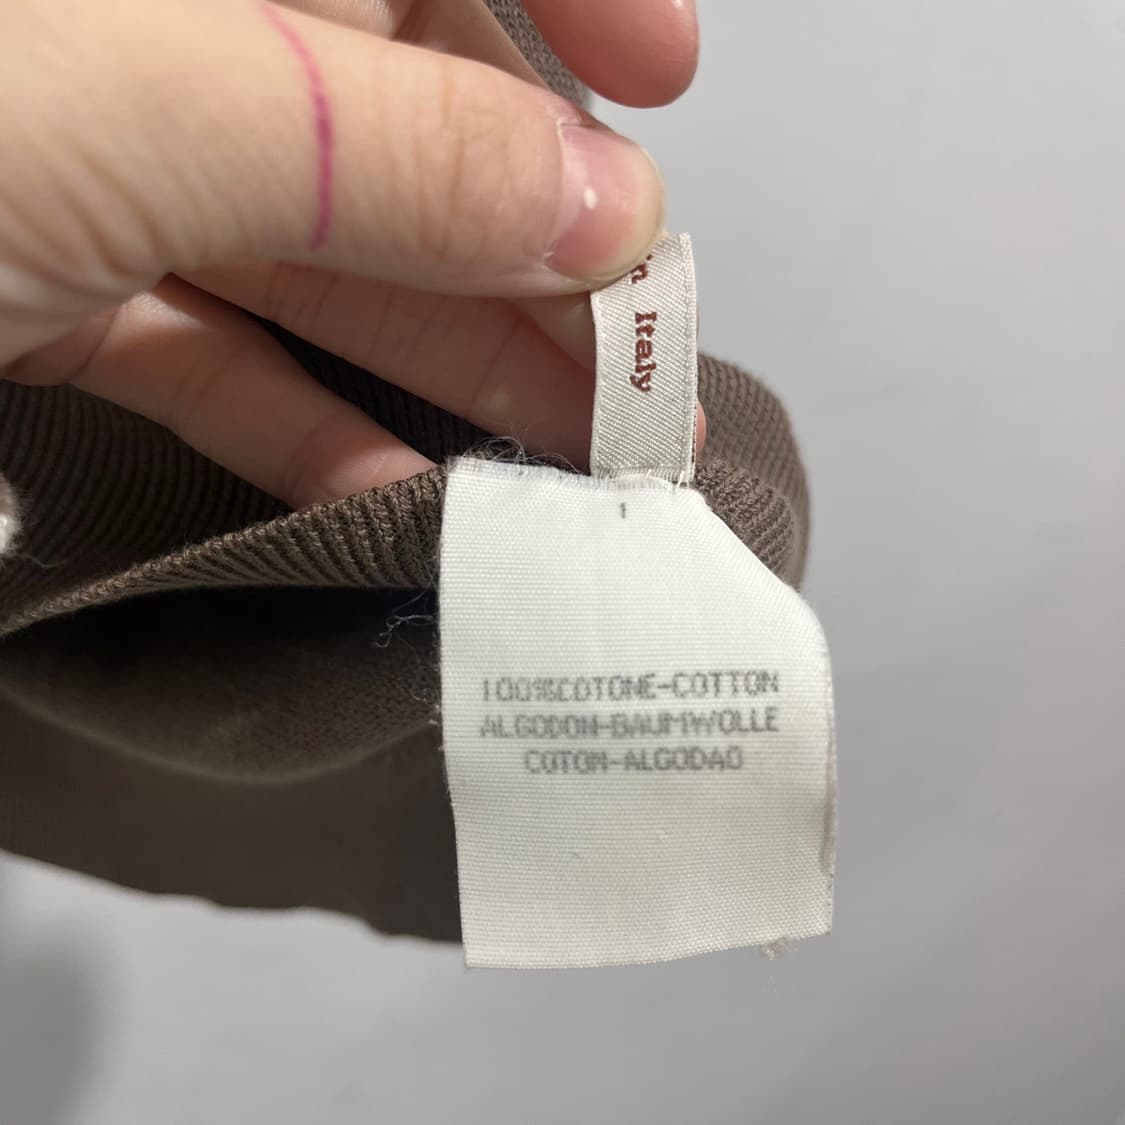 n Italy
1
100%COTONE-COTTON
ALGODON-BAUMWOLLE
COTON-ALGODAO